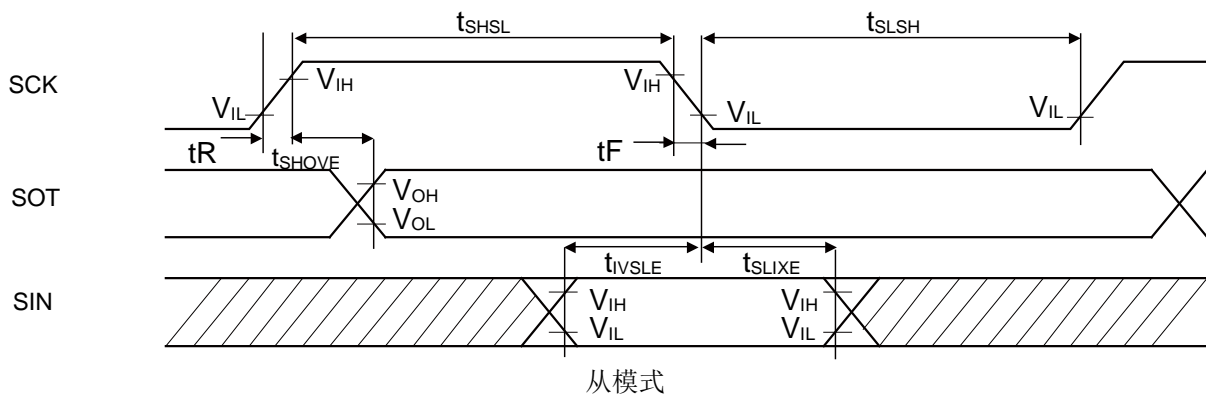 tSHSL tSLSH
SCK VIH VIH
VIL VIL VIL
tR tSHOVE tF
SOT VOH
VOL
tIVSLE tSLIXE
SIN VIH VIH
VIL VIL
从模式